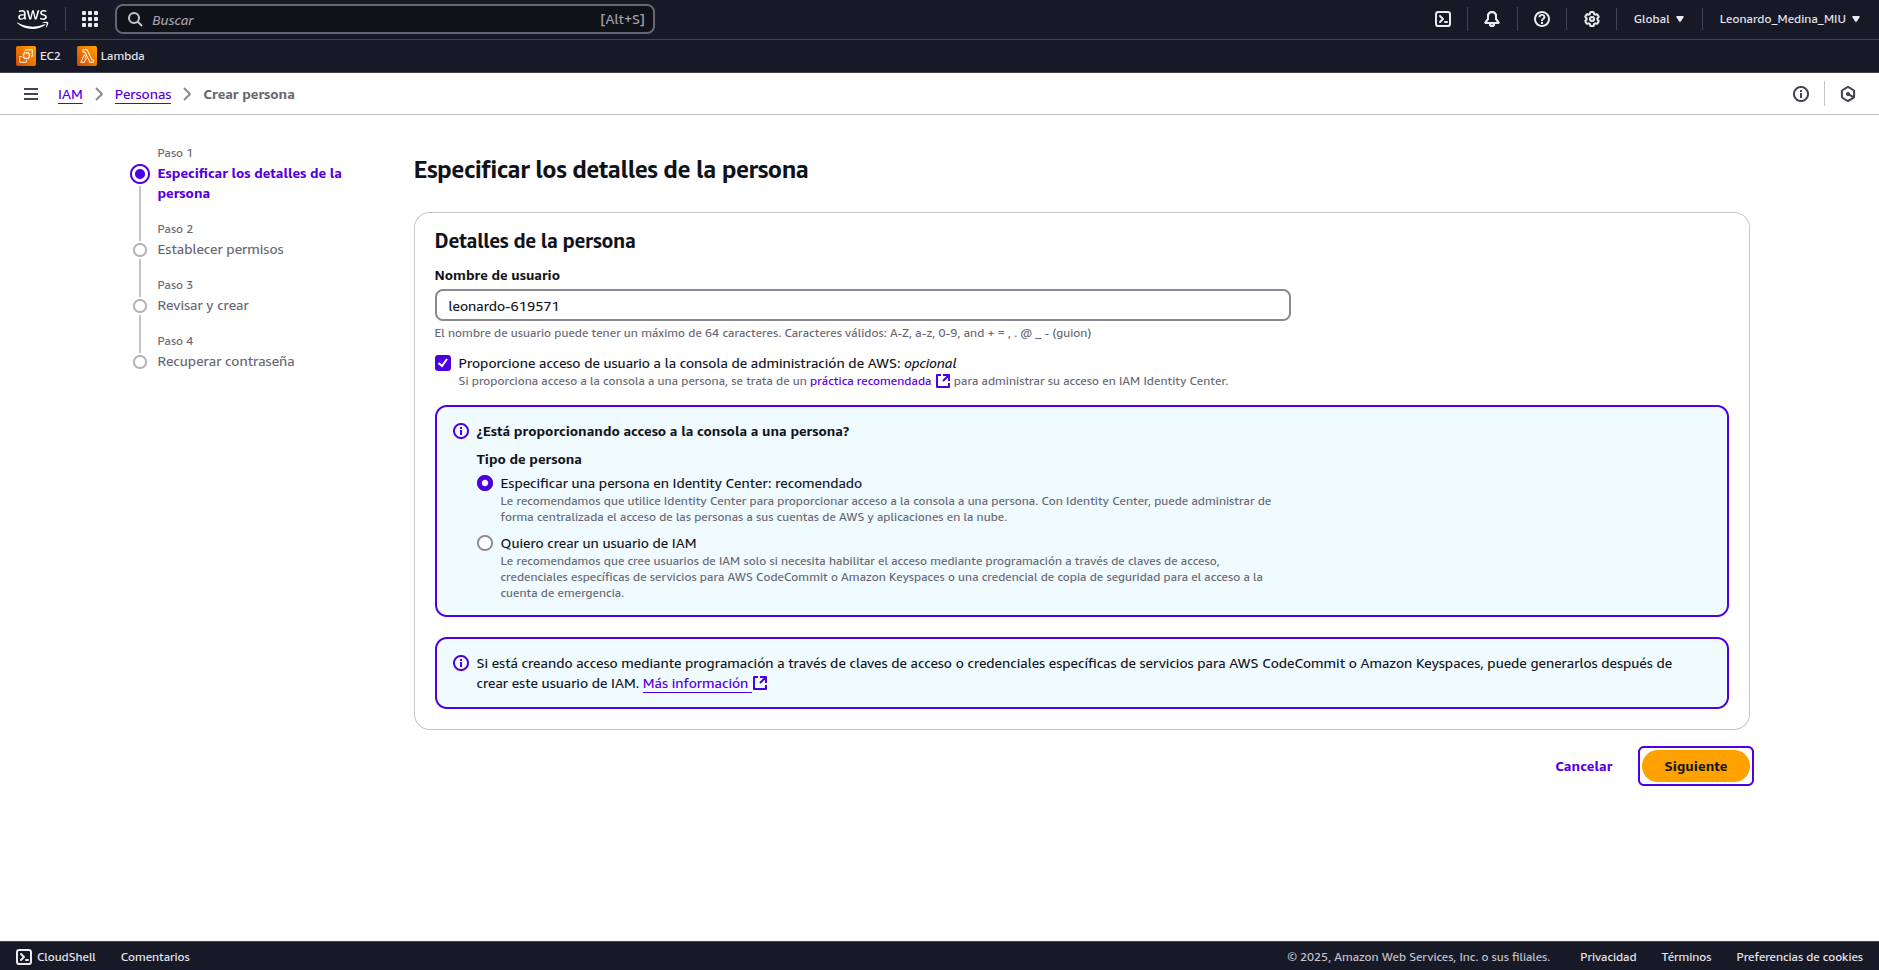 aws
Buscar
[Alt+S]
Global
Leonardo_Medina_MIU
EC2
Lambda
IAM
Personas
Crear persona
Paso 1
Especificar los detalles de la
persona
Paso 2
Establecer permisos
Paso 3
Revisar y crear
Paso 4
Recuperar contraseña
Especificar los detalles de la persona
Detalles de la persona
Nombre de usuario
leonardo-619571
El nombre de usuario puede tener un máximo de 64 caracteres. Caracteres válidos: A-Z, a-z, 0-9, and + = , . @ _ - (guion)
Proporcione acceso de usuario a la consola de administración de AWS: opcional
Si proporciona acceso a la consola a una persona, se trata de un práctica recomendada para administrar su acceso en IAM Identity Center.
¿Está proporcionando acceso a la consola a una persona?
Tipo de persona
Especificar una persona en Identity Center: recomendado
Le recomendamos que utilice Identity Center para proporcionar acceso a la consola a una persona. Con Identity Center, puede administrar de
forma centralizada el acceso de las personas a sus cuentas de AWS y aplicaciones en la nube.
Quiero crear un usuario de IAM
Le recomendamos que cree usuarios de IAM solo si necesita habilitar el acceso mediante programación a través de claves de acceso,
credenciales específicas de servicios para AWS CodeCommit o Amazon Keyspaces o una credencial de copia de seguridad para el acceso a la
cuenta de emergencia.
Si está creando acceso mediante programación a través de claves de acceso o credenciales específicas de servicios para AWS CodeCommit o Amazon Keyspaces, puede generarlos después de
crear este usuario de IAM. Más información
Cancelar
Siguiente
CloudShell
Comentarios
© 2025, Amazon Web Services, Inc. o sus filiales.
Privacidad
Términos
Preferencias de cookies